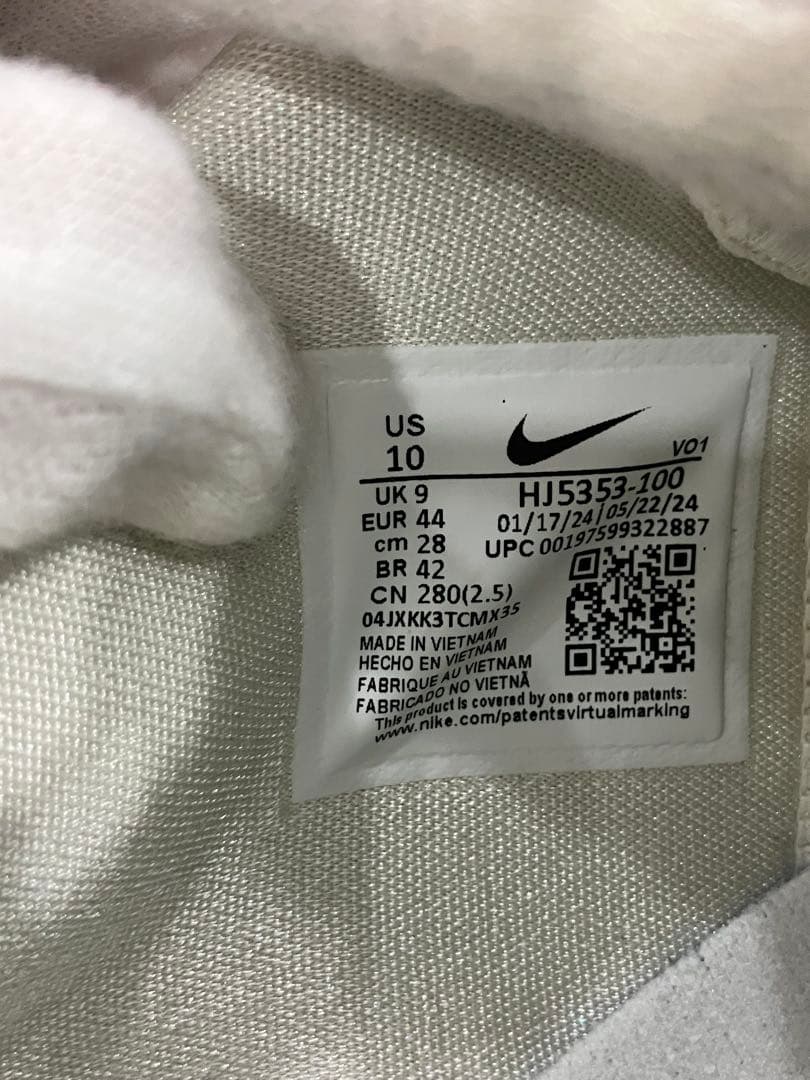 US
10
VO1
UK 9
HJ5353-100
EUR 44
01/17/24|05/22/24
cm 28
UPC 00197599322887
BR 42
CN 280(2.5)
04JXKK3TCMX35
MADE IN VIETNAM
HECHO EN VIETNAM
FABRIQUE AU VIETNAM
FABRICADO NO VIETNÃ
This product is covered by one or more patents:
www.nike.com/patentsvirtualmarking